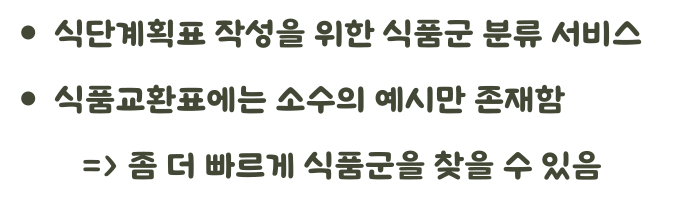 • 식단계획표 작성을 위한 식품군 분류 서비스
• 식품교환표에는 소수의 예시만 존재함
=> 좀 더 빠르게 식품군을 찾을 수 있음